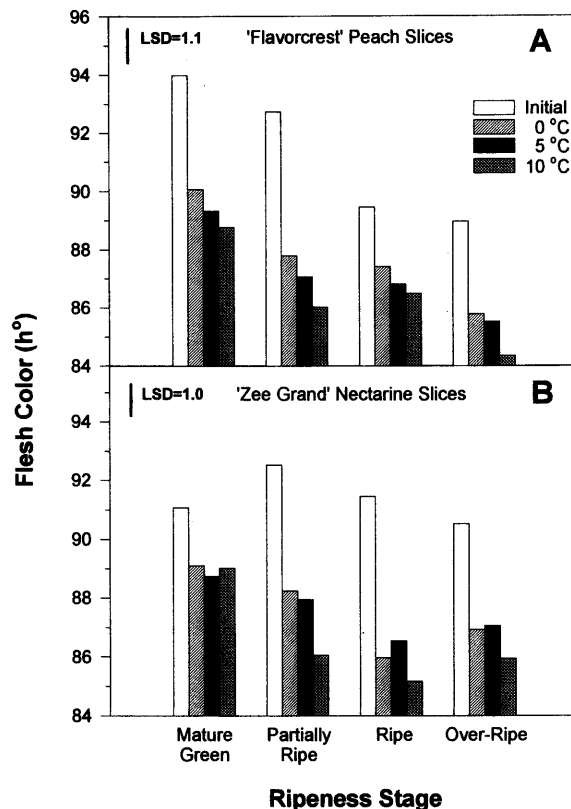 96
94
92
90
88
86
84
LSD=1.1
'Flavorcrest' Peach Slices
A
Initial
0 °C
5 °C
10 °C
94
92
90
88
86
84
LSD=1.0
'Zee Grand' Nectarine Slices
B
Flesh Color (h°)
Mature Green
Partially Ripe
Ripe
Over-Ripe
Ripeness Stage